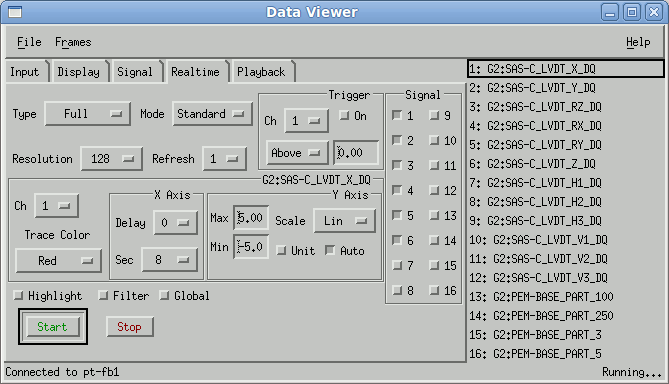 Data Viewer
File Frames Help
Input Display Signal Realtime Playback
Type Full Mode Standard
Trigger
Ch 1 On
Above 0.00
Resolution 128 Refresh 1
Signal
1 9
2 10
3 11
4 12
5 13
6 14
7 15
8 16
G2:SAS-C_LVDT_X_DQ
Ch 1
Trace Color
Red
X Axis
Delay 0
Sec 8
Y Axis
Max 5.00 Scale Lin
Min -5.0 Unit Auto
Highlight Filter Global
Start Stop
1: G2:SAS-C_LVDT_X_DQ
2: G2:SAS-C_LVDT_Y_DQ
3: G2:SAS-C_LVDT_RZ_DQ
4: G2:SAS-C_LVDT_RX_DQ
5: G2:SAS-C_LVDT_RY_DQ
6: G2:SAS-C_LVDT_Z_DQ
7: G2:SAS-C_LVDT_H1_DQ
8: G2:SAS-C_LVDT_H2_DQ
9: G2:SAS-C_LVDT_H3_DQ
10: G2:SAS-C_LVDT_V1_DQ
11: G2:SAS-C_LVDT_V2_DQ
12: G2:SAS-C_LVDT_V3_DQ
13: G2:PEM-BASE_PART_100
14: G2:PEM-BASE_PART_250
15: G2:PEM-BASE_PART_3
16: G2:PEM-BASE_PART_5
Connected to pt-fb1 Running...